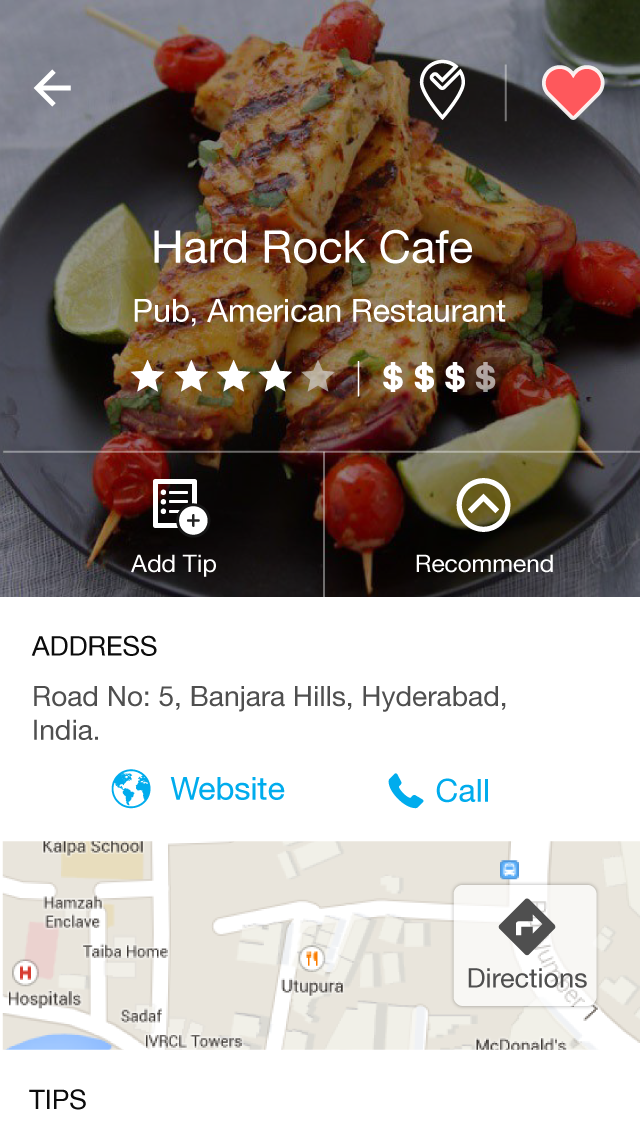 Hard Rock Cafe
Pub, American Restaurant
$ $ $ $
Add Tip
Recommend
ADDRESS
Road No: 5, Banjara Hills, Hyderabad,
India.
Website
Call
Kalpa School
Hamzah
Enclave
Taiba Home
H
Hospitals
Utupura
Directions
Sadaf
IVRCL Towers
McDonald's
TIPS